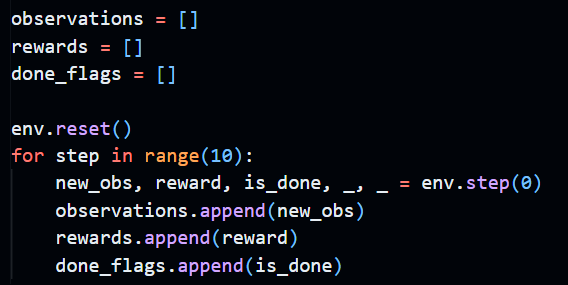 observations = []
rewards = []
done_flags = []

env.reset()
for step in range(10):
    new_obs, reward, is_done, _, _ = env.step(0)
    observations.append(new_obs)
    rewards.append(reward)
    done_flags.append(is_done)